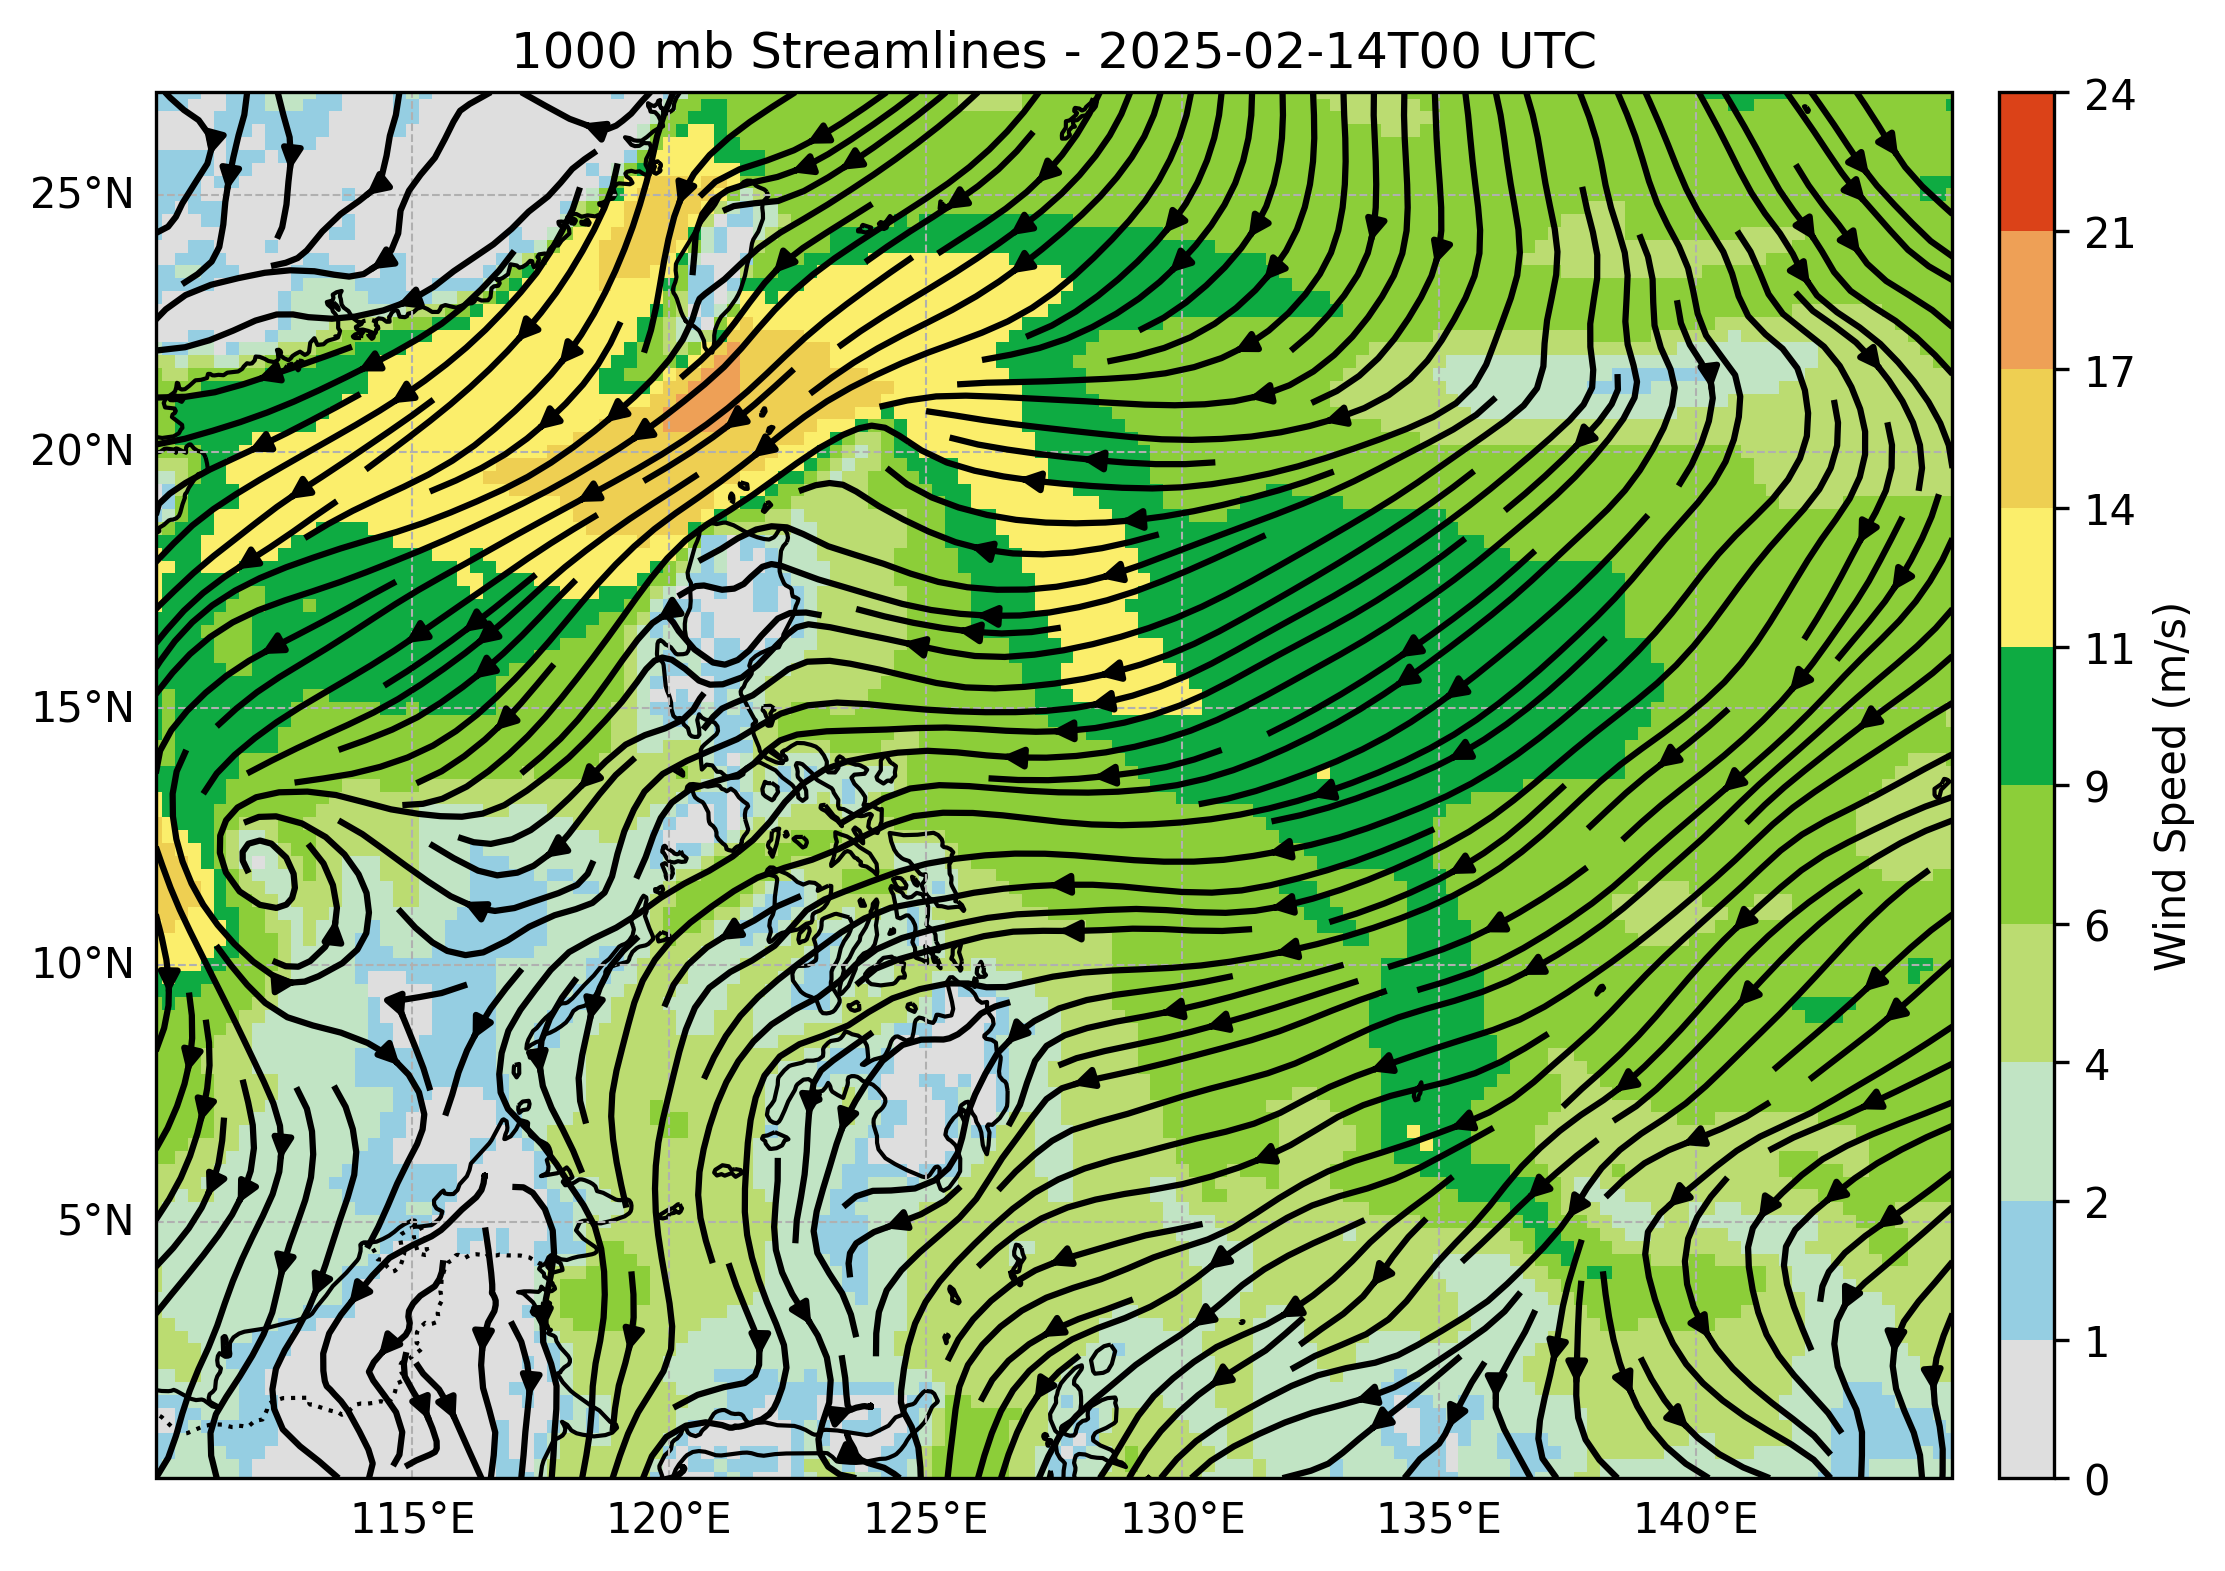 1000 mb Streamlines - 2025-02-14T00 UTC
25°N
20°N
15°N
10°N
5°N
115°E
120°E
125°E
130°E
135°E
140°E
24
21
17
14
11
9
6
4
2
1
0
Wind Speed (m/s)